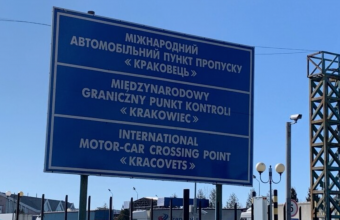 МІЖНАРОДНИЙ
АВТОМОБІЛЬНИЙ ПУНКТ ПРОПУСКУ
« КРАКОВЕЦЬ »
MIĘDZYNARODOWY
GRANICZNY PUNKT KONTROLI
« KRAKOWIEC »
INTERNATIONAL
MOTOR-CAR CROSSING POINT
«KRACOVETS»